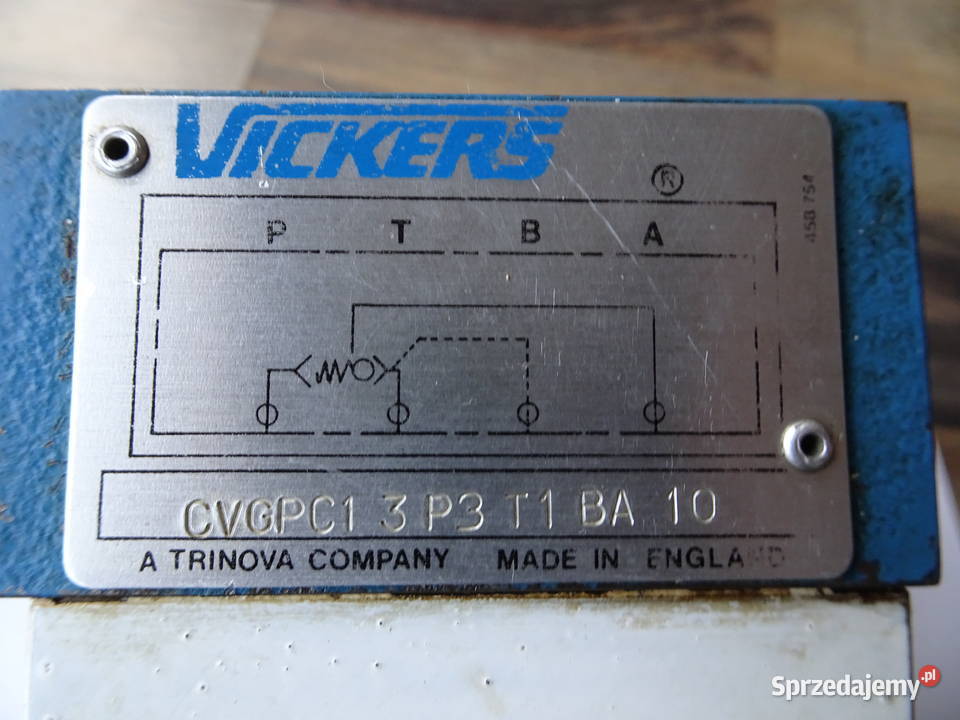 VICKERS
®
458 754
P T B A
CVGPC1 3 P3 T1 BA 10
A TRINOVA COMPANY MADE IN ENGLAND
Sprzedajemy.pl